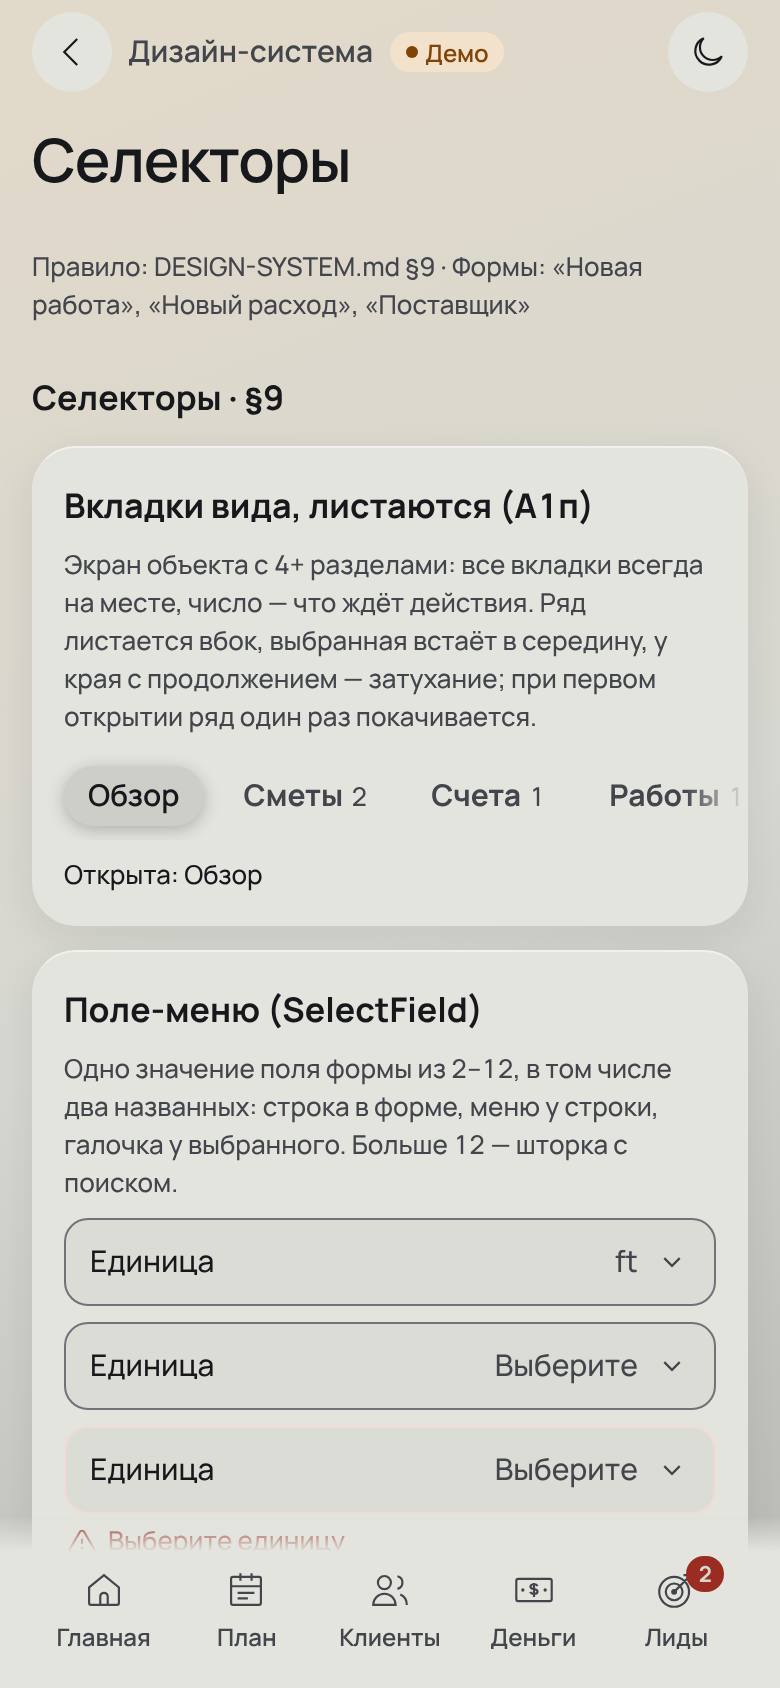 Дизайн-система
Демо
Селекторы
Правило: DESIGN-SYSTEM.md §9 · Формы: «Новая
работа», «Новый расход», «Поставщик»
Селекторы · §9
Вкладки вида, листаются (А1п)
Экран объекта с 4+ разделами: все вкладки всегда
на месте, число — что ждёт действия. Ряд
листается вбок, выбранная встаёт в середину, у
края с продолжением — затухание; при первом
открытии ряд один раз покачивается.
Обзор Сметы 2 Счета 1 Работы 1
Открыта: Обзор
Поле-меню (SelectField)
Одно значение поля формы из 2–12, в том числе
два названных: строка в форме, меню у строки,
галочка у выбранного. Больше 12 — шторка с
поиском.
Единица ft
Единица Выберите
Единица Выберите
Выберите единицу
2
Главная План Клиенты Деньги Лиды